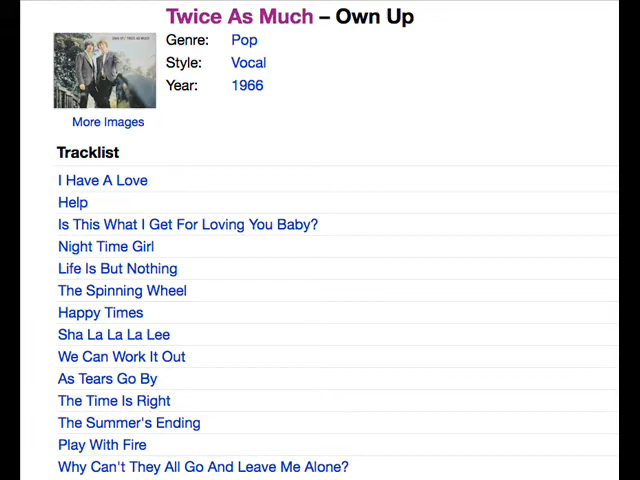 Twice As Much – Own Up
Genre: Pop
Style: Vocal
Year: 1966
More Images
Tracklist
I Have A Love
Help
Is This What I Get For Loving You Baby?
Night Time Girl
Life Is But Nothing
The Spinning Wheel
Happy Times
Sha La La La Lee
We Can Work It Out
As Tears Go By
The Time Is Right
The Summer's Ending
Play With Fire
Why Can't They All Go And Leave Me Alone?